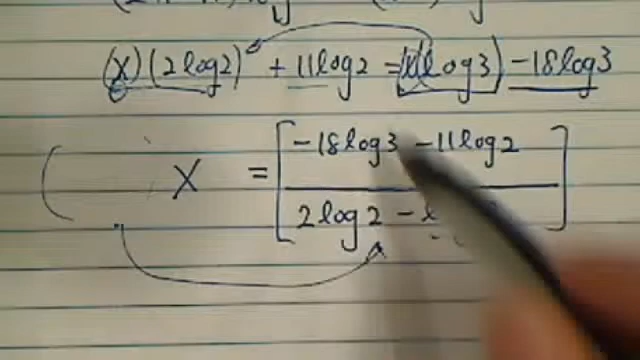 (x)(2log2) + 11log2 = (x)(log3) - 18log3
X = [ -18log3 - 11log2
2log2 - l ]